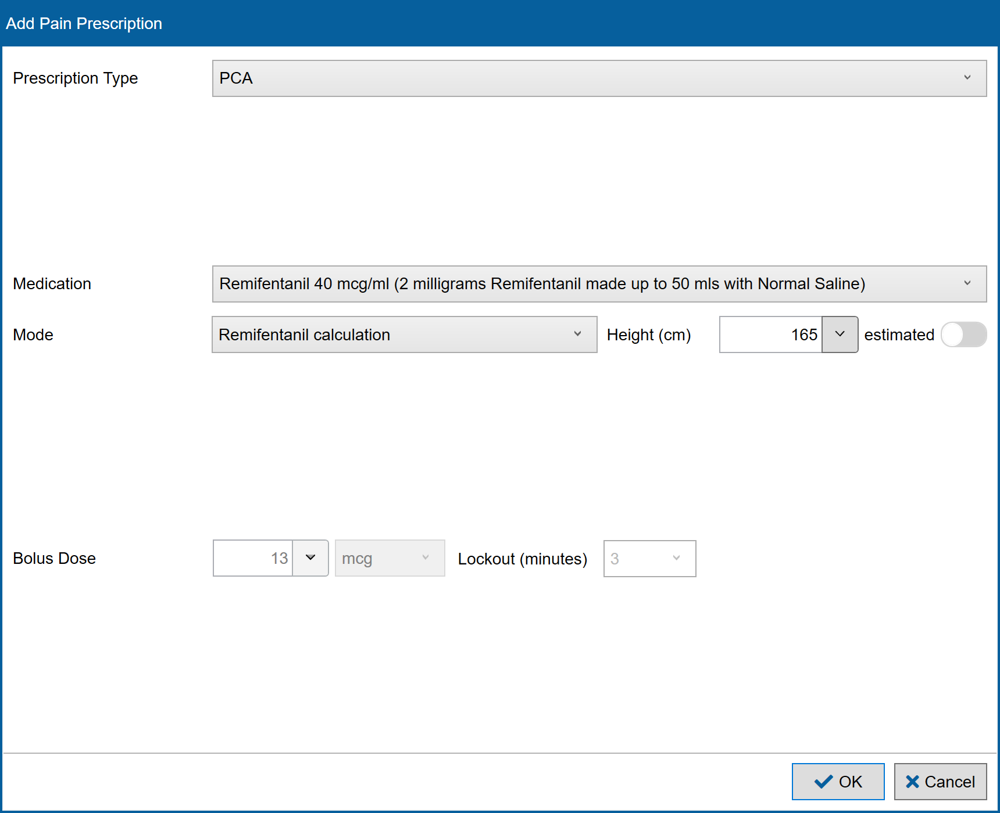 Add Pain Prescription
Prescription Type PCA
Medication Remifentanil 40 mcg/ml (2 milligrams Remifentanil made up to 50 mls with Normal Saline)
Mode Remifentanil calculation Height (cm) 165 estimated
Bolus Dose 13 mcg Lockout (minutes) 3
OK Cancel